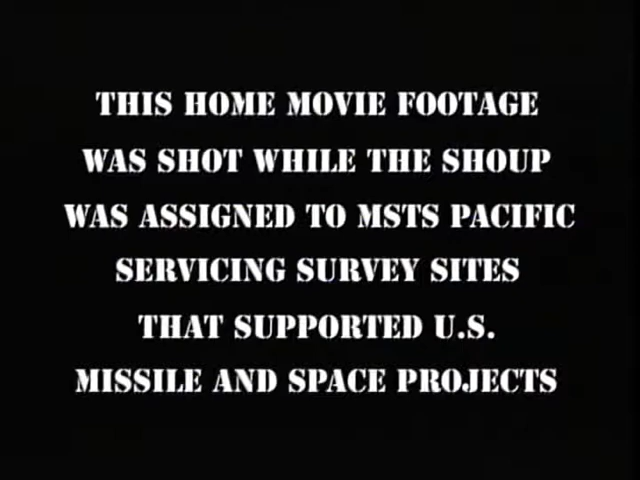 THIS HOME MOVIE FOOTAGE
WAS SHOT WHILE THE SHOUP
WAS ASSIGNED TO MSTS PACIFIC
SERVICING SURVEY SITES
THAT SUPPORTED U.S.
MISSILE AND SPACE PROJECTS